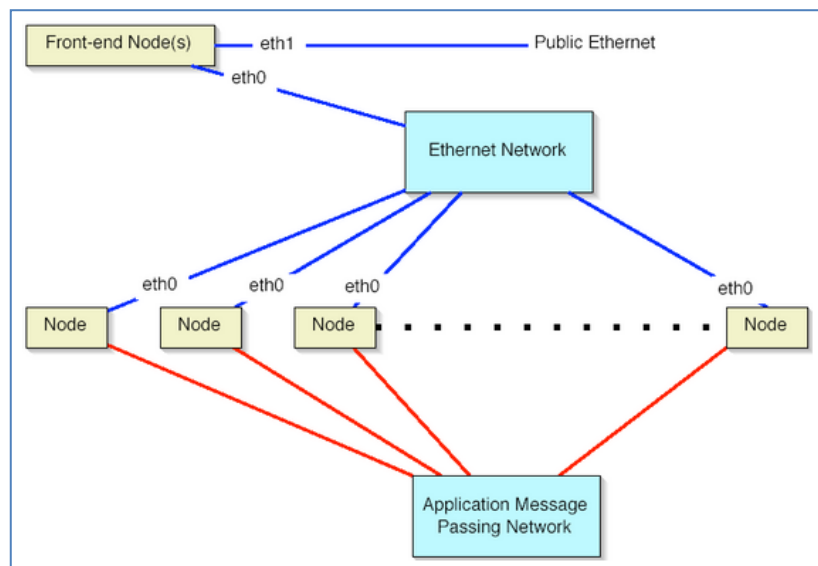 Front-end Node(s)
eth1
Public Ethernet
eth0
Ethernet Network
eth0
eth0
eth0
eth0
Node
Node
Node
Node
Application Message
Passing Network